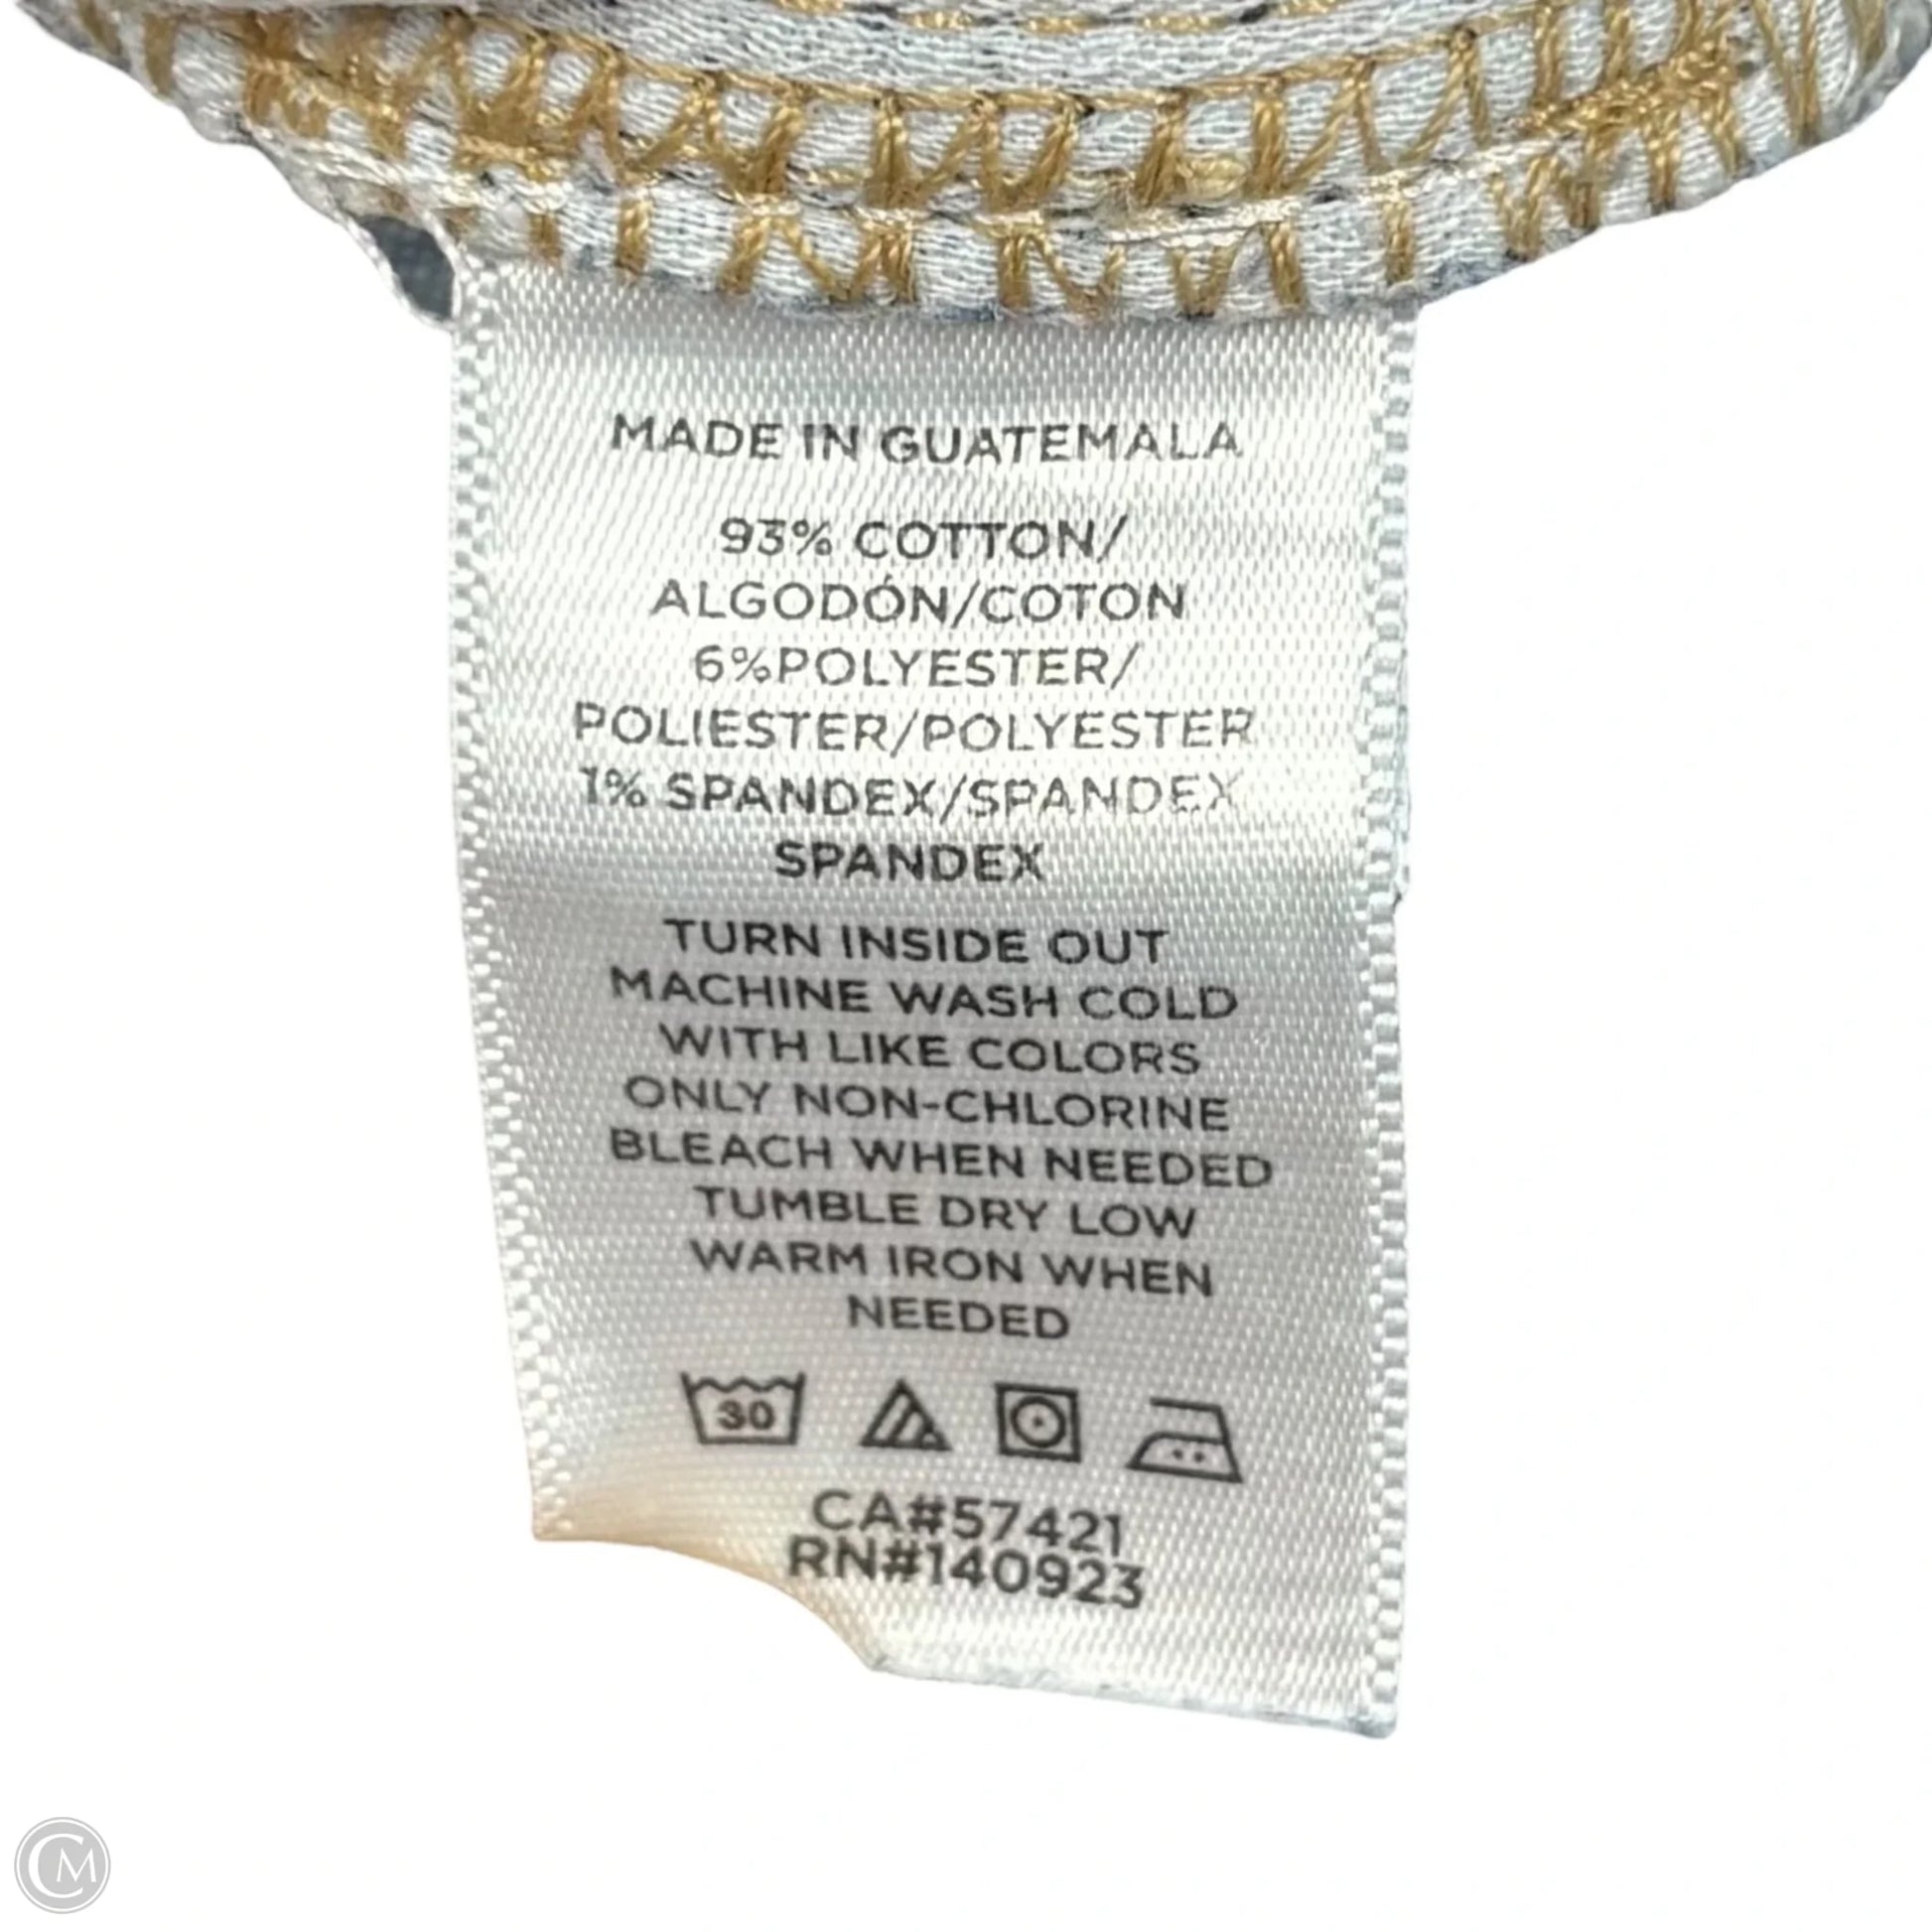 MADE IN GUATEMALA
93% COTTON/
ALGODÓN/COTON
6%POLYESTER/
POLIESTER/POLYESTER
1% SPANDEX/SPANDEX
SPANDEX
TURN INSIDE OUT
MACHINE WASH COLD
WITH LIKE COLORS
ONLY NON-CHLORINE
BLEACH WHEN NEEDED
TUMBLE DRY LOW
WARM IRON WHEN
NEEDED
30
CA#57421
RN#140923
CM